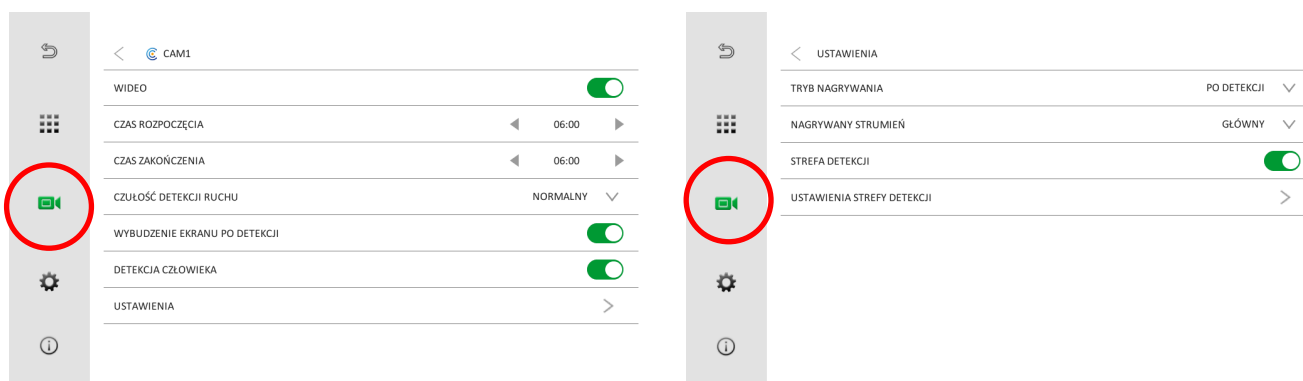 CAM1
WIDEO
CZAS ROZPOCZĘCIA 06:00
CZAS ZAKOŃCZENIA 06:00
CZUŁOŚĆ DETEKCJI RUCHU NORMALNY
WYBUDZENIE EKRANU PO DETEKCJI
DETEKCJA CZŁOWIEKA
USTAWIENIA
USTAWIENIA
TRYB NAGRYWANIA PO DETEKCJI
NAGRYWANY STRUMIEŃ GŁÓWNY
STREFA DETEKCJI
USTAWIENIA STREFY DETEKCJI